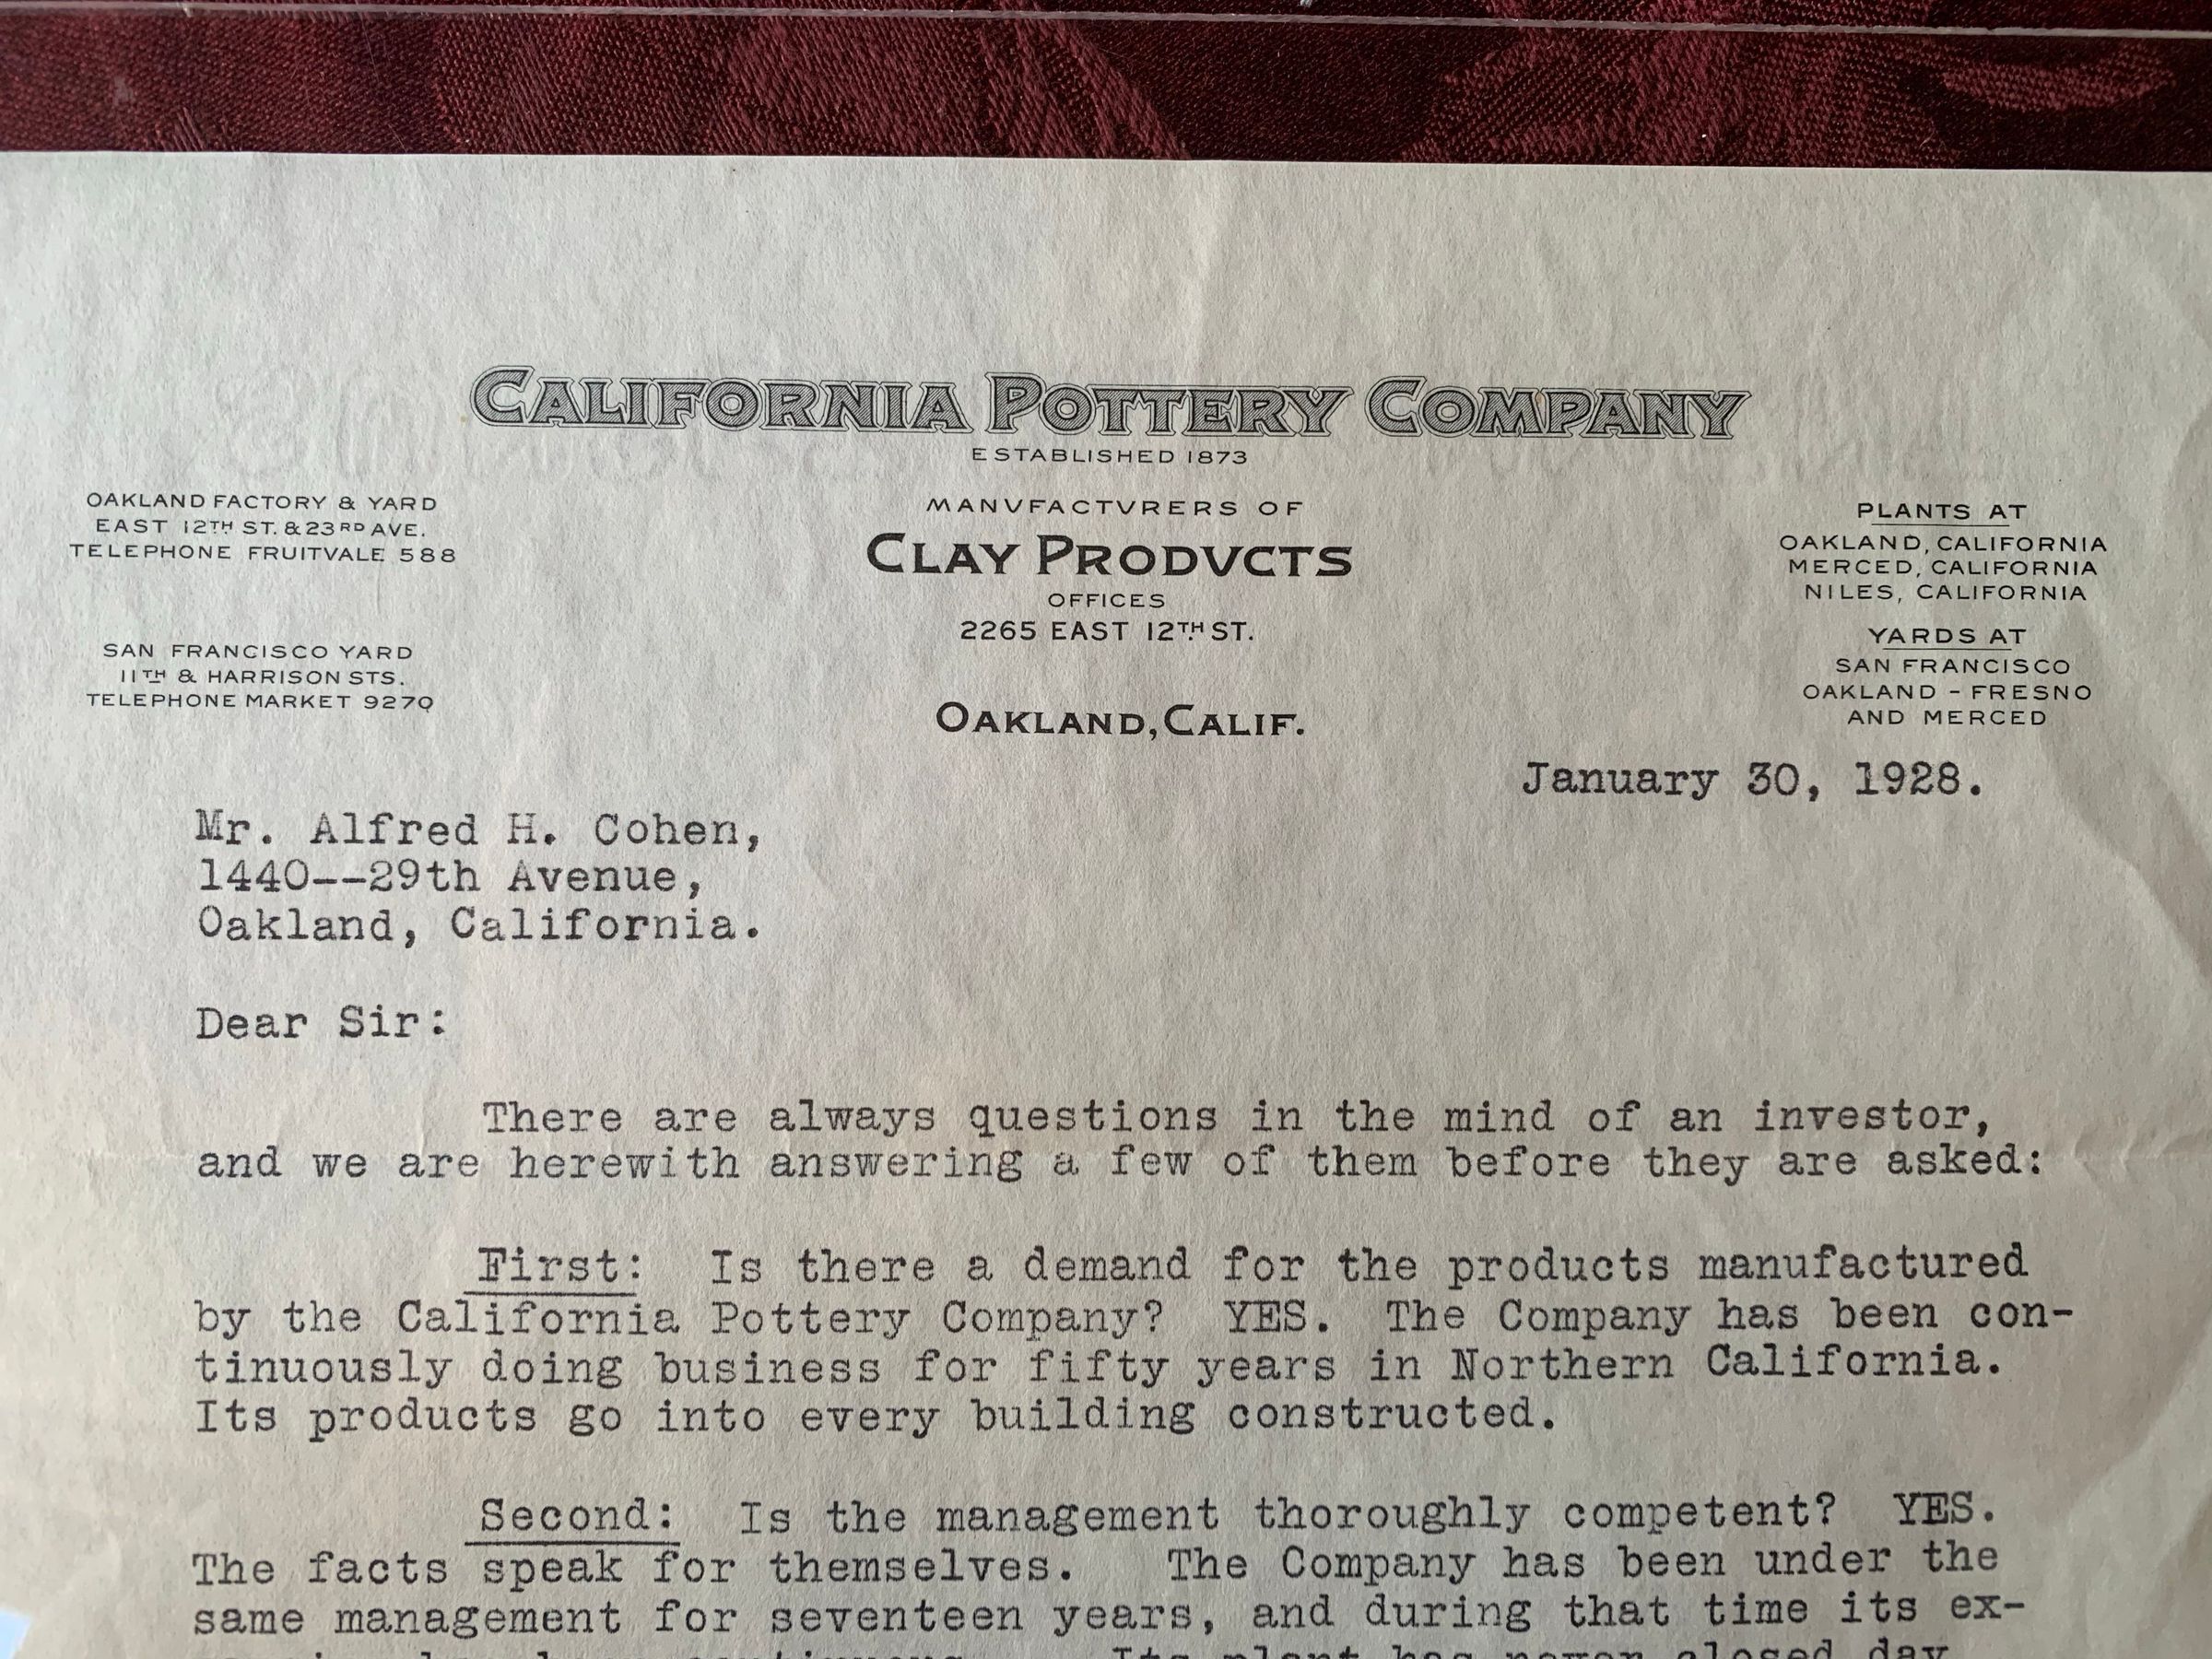 CALIFORNIA POTTERY COMPANY
ESTABLISHED 1873
OAKLAND FACTORY & YARD
EAST 12TH ST. & 23RD AVE.
TELEPHONE FRUITVALE 588
SAN FRANCISCO YARD
11TH & HARRISON STS.
TELEPHONE MARKET 9270
MANVFACTVRERS OF
CLAY PRODVCTS
OFFICES
2265 EAST 12TH ST.
OAKLAND, CALIF.
PLANTS AT
OAKLAND, CALIFORNIA
MERCED, CALIFORNIA
NILES, CALIFORNIA
YARDS AT
SAN FRANCISCO
OAKLAND - FRESNO
AND MERCED
January 30, 1928.
Mr. Alfred H. Cohen,
1440--29th Avenue,
Oakland, California.
Dear Sir:
There are always questions in the mind of an investor,
and we are herewith answering a few of them before they are asked:
First: Is there a demand for the products manufactured
by the California Pottery Company? YES. The Company has been con-
tinuously doing business for fifty years in Northern California.
Its products go into every building constructed.
Second: Is the management thoroughly competent? YES.
The facts speak for themselves. The Company has been under the
same management for seventeen years, and during that time its ex-
continuous. Its plant has never closed day